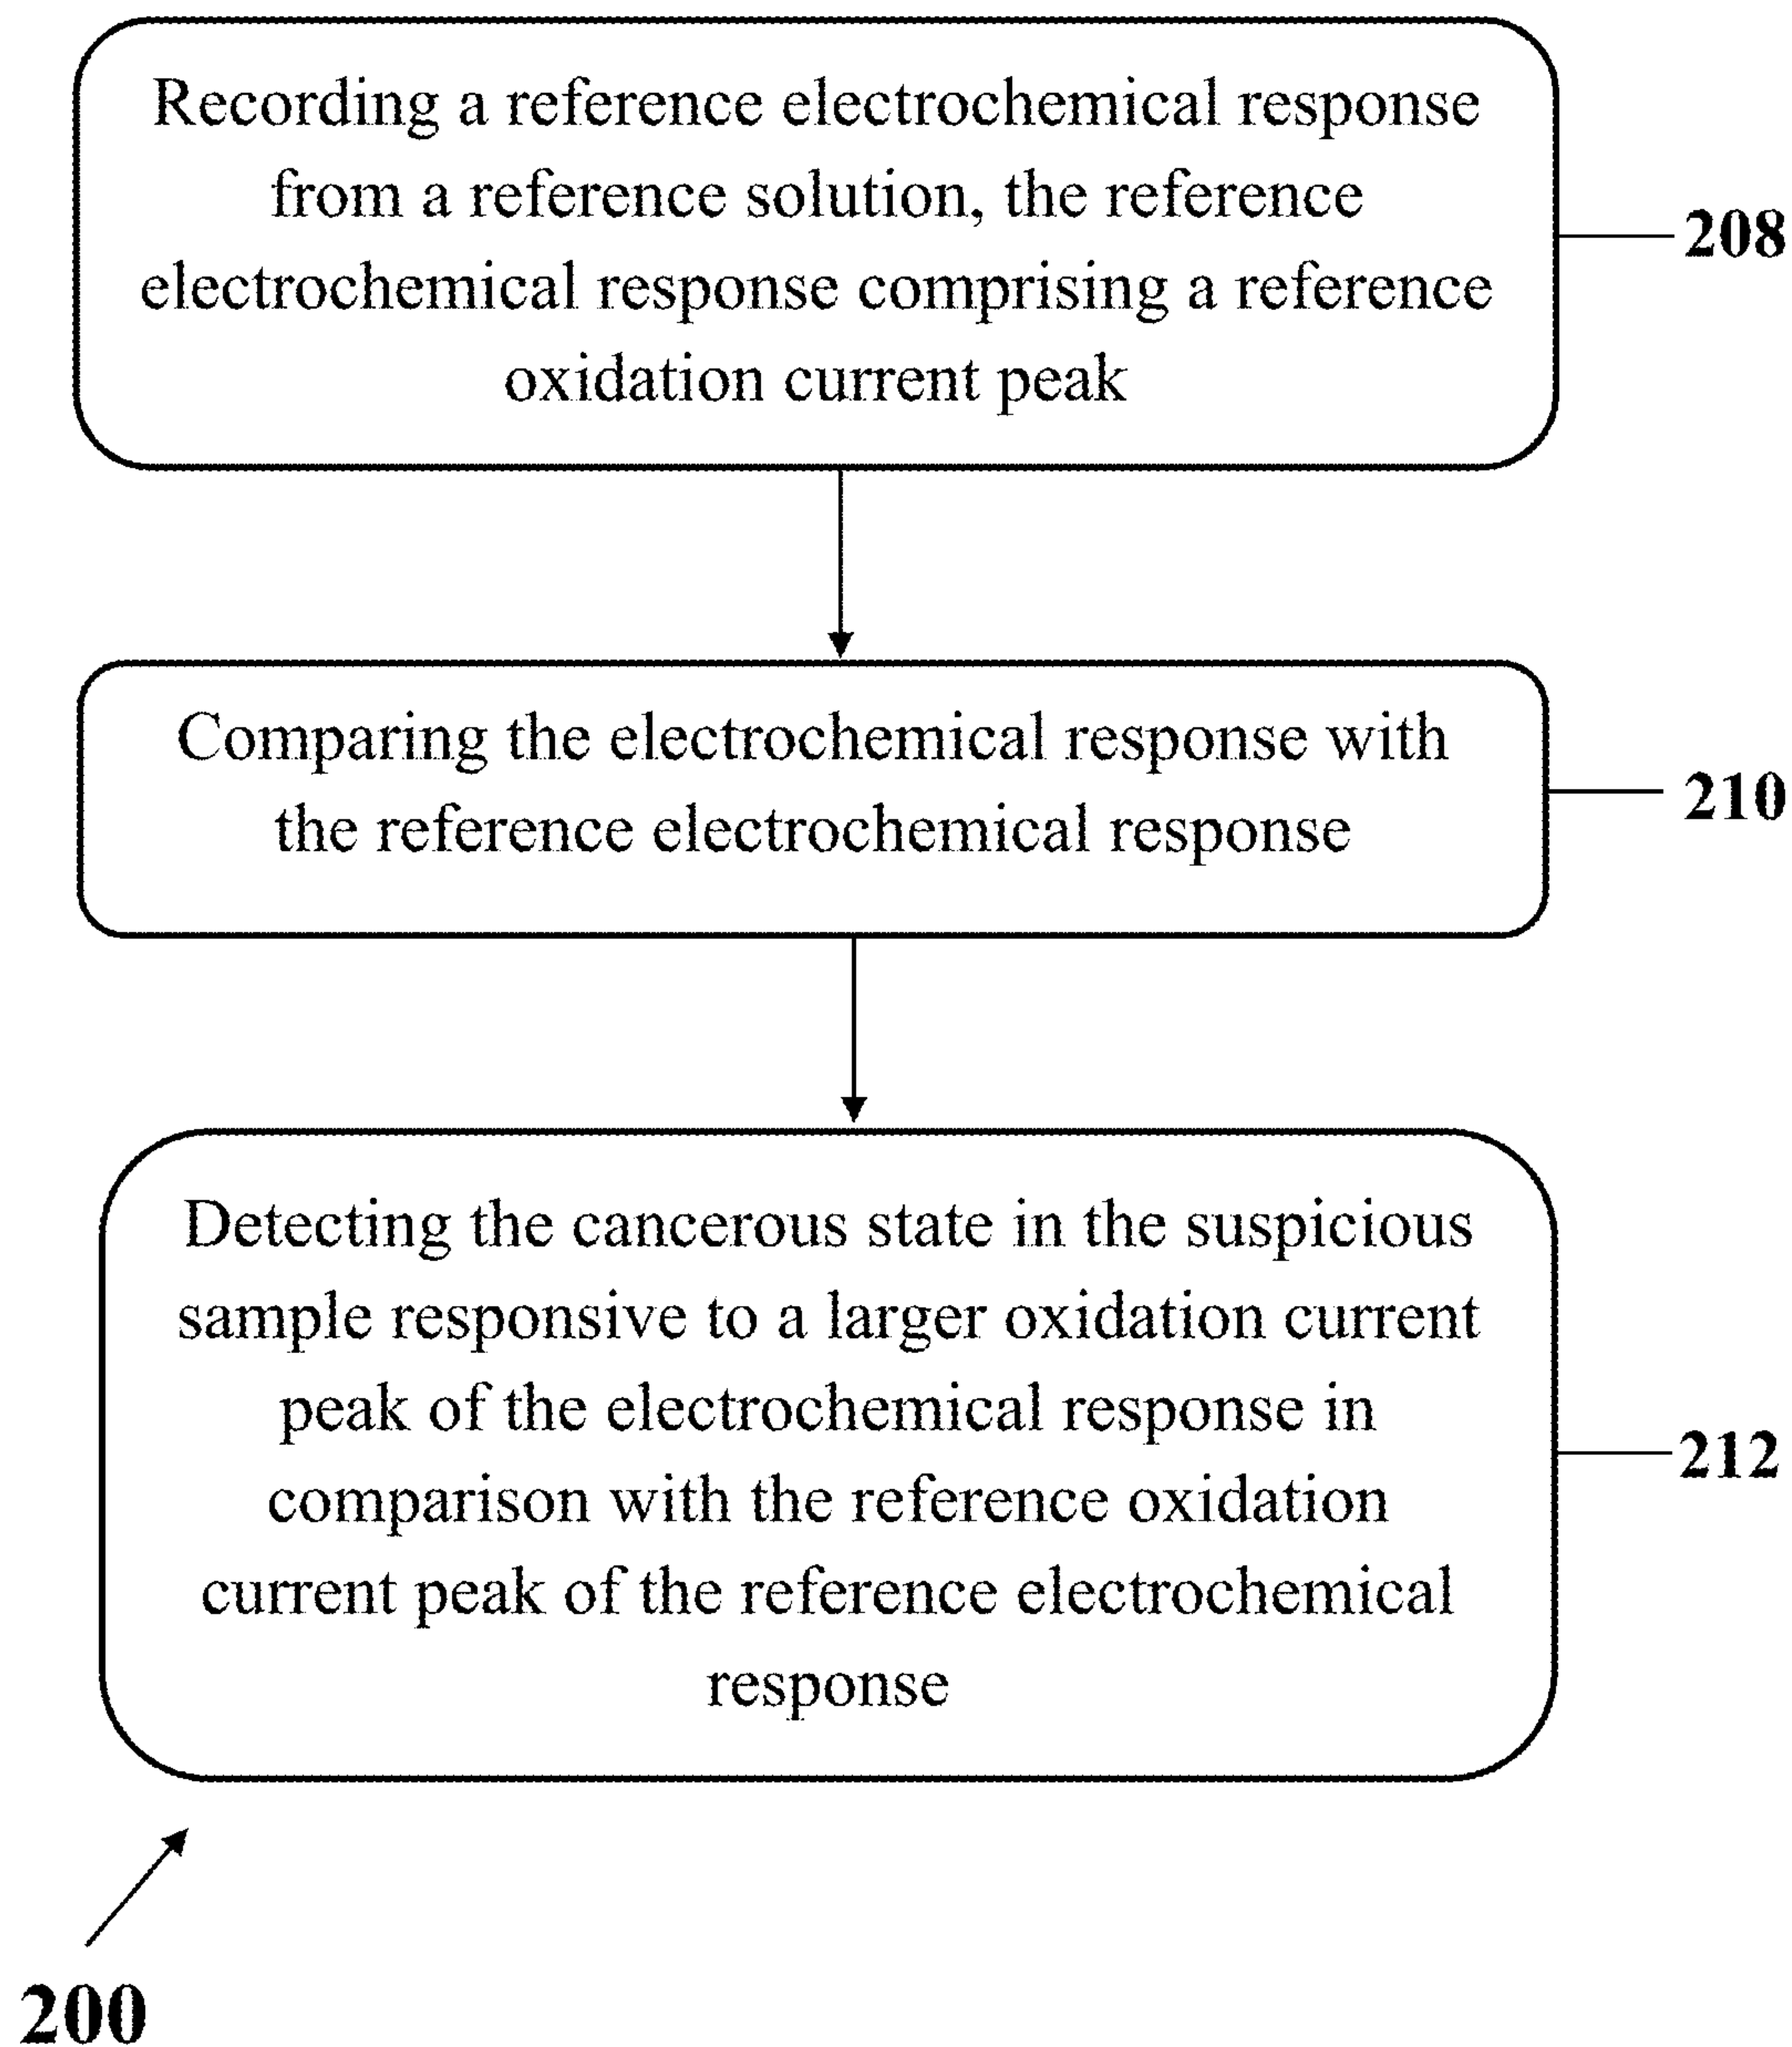 Recording a reference electrochemical response
from a reference solution, the reference
electrochemical response comprising a reference
oxidation current peak
208
Comparing the electrochemical response with
the reference electrochemical response
210
Detecting the cancerous state in the suspicious
sample responsive to a larger oxidation current
peak of the electrochemical response in
comparison with the reference oxidation
current peak of the reference electrochemical
response
212
200